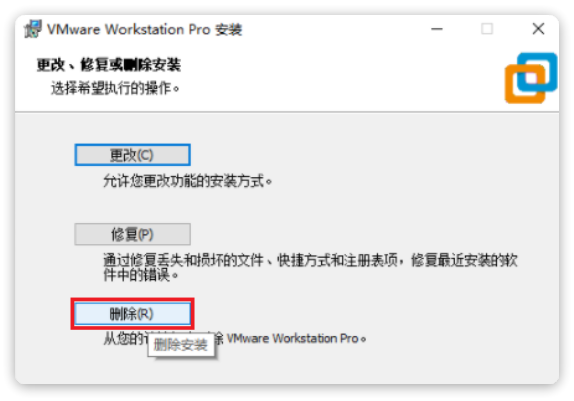 VMware Workstation Pro 安装
更改、修复或删除安装
选择希望执行的操作。
更改(C)
允许您更改功能的安装方式。
修复(P)
通过修复丢失和损坏的文件、快捷方式和注册表项，修复最近安装的软
件中的错误。
删除(R)
从您的 除 VMware Workstation Pro。
删除安装